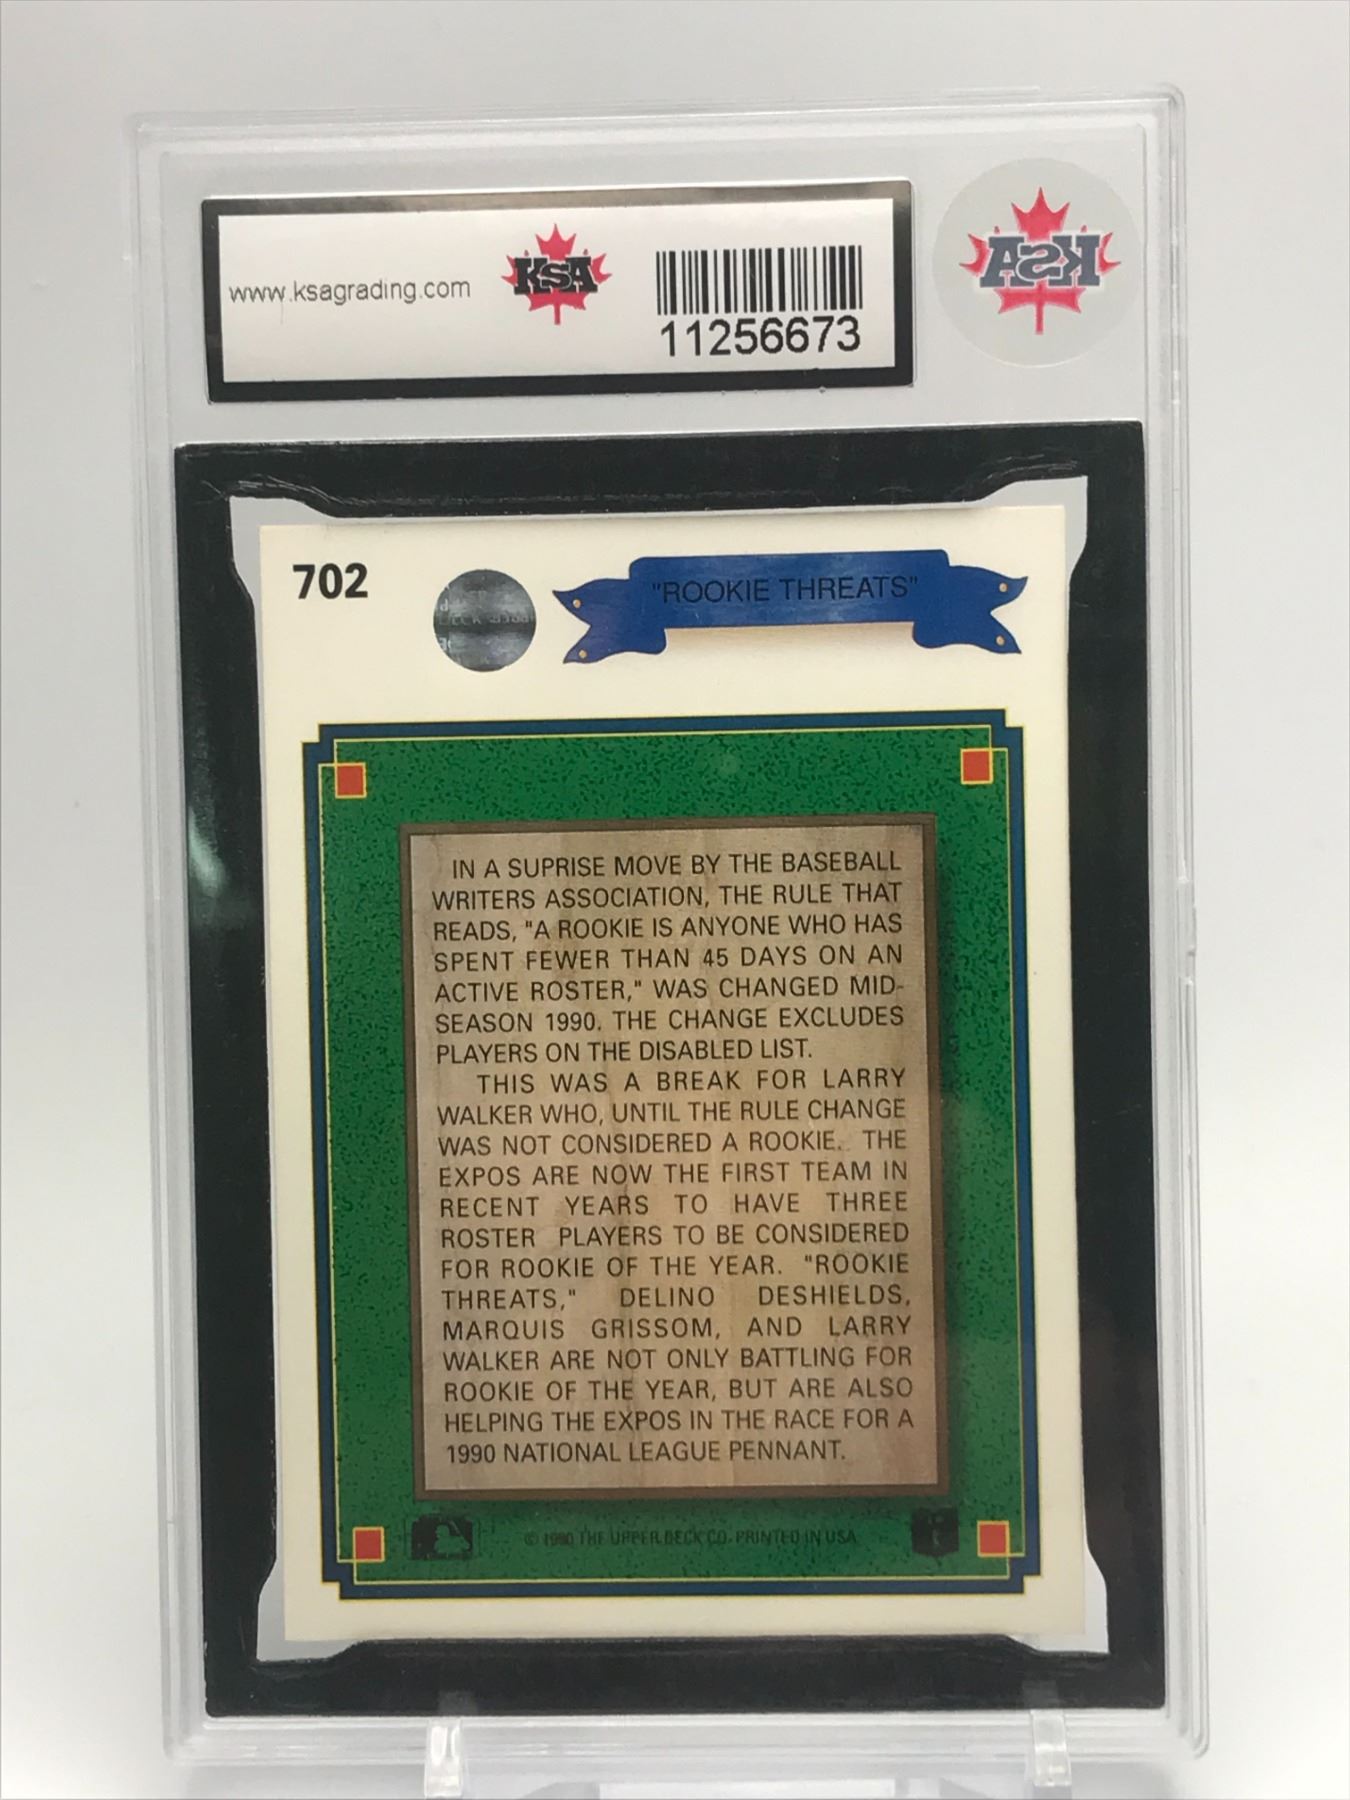 www.ksagrading.com
KSA
11256673
KSA
702
"ROOKIE THREATS"
IN A SUPRISE MOVE BY THE BASEBALL
WRITERS ASSOCIATION, THE RULE THAT
READS, "A ROOKIE IS ANYONE WHO HAS
SPENT FEWER THAN 45 DAYS ON AN
ACTIVE ROSTER," WAS CHANGED MID-
SEASON 1990. THE CHANGE EXCLUDES
PLAYERS ON THE DISABLED LIST.
THIS WAS A BREAK FOR LARRY
WALKER WHO, UNTIL THE RULE CHANGE
WAS NOT CONSIDERED A ROOKIE. THE
EXPOS ARE NOW THE FIRST TEAM IN
RECENT YEARS TO HAVE THREE
ROSTER PLAYERS TO BE CONSIDERED
FOR ROOKIE OF THE YEAR. "ROOKIE
THREATS," DELINO DESHIELDS,
MARQUIS GRISSOM, AND LARRY
WALKER ARE NOT ONLY BATTLING FOR
ROOKIE OF THE YEAR, BUT ARE ALSO
HELPING THE EXPOS IN THE RACE FOR A
1990 NATIONAL LEAGUE PENNANT.
© 1990 THE UPPER DECK CO. PRINTED IN USA